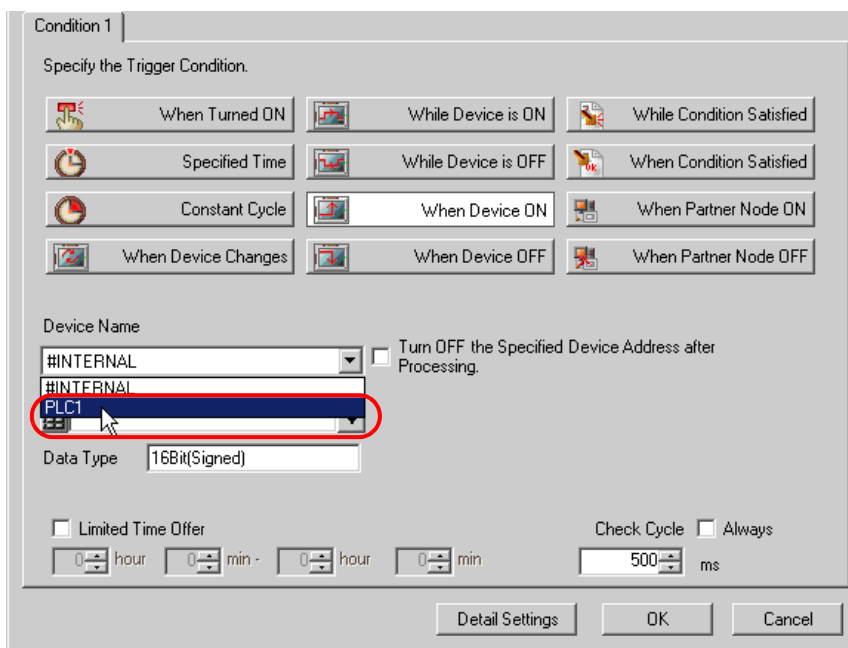 Condition 1
Specify the Trigger Condition.
When Turned ON While Device is ON While Condition Satisfied
Specified Time While Device is OFF When Condition Satisfied
Constant Cycle When Device ON When Partner Node ON
When Device Changes When Device OFF When Partner Node OFF
Device Name
#INTERNAL Turn OFF the Specified Device Address after
Processing.
#INTERNAL
PLC1
Data Type 16Bit(Signed)
Limited Time Offer Check Cycle Always
0 hour 0 min - 0 hour 0 min 500 ms
Detail Settings OK Cancel